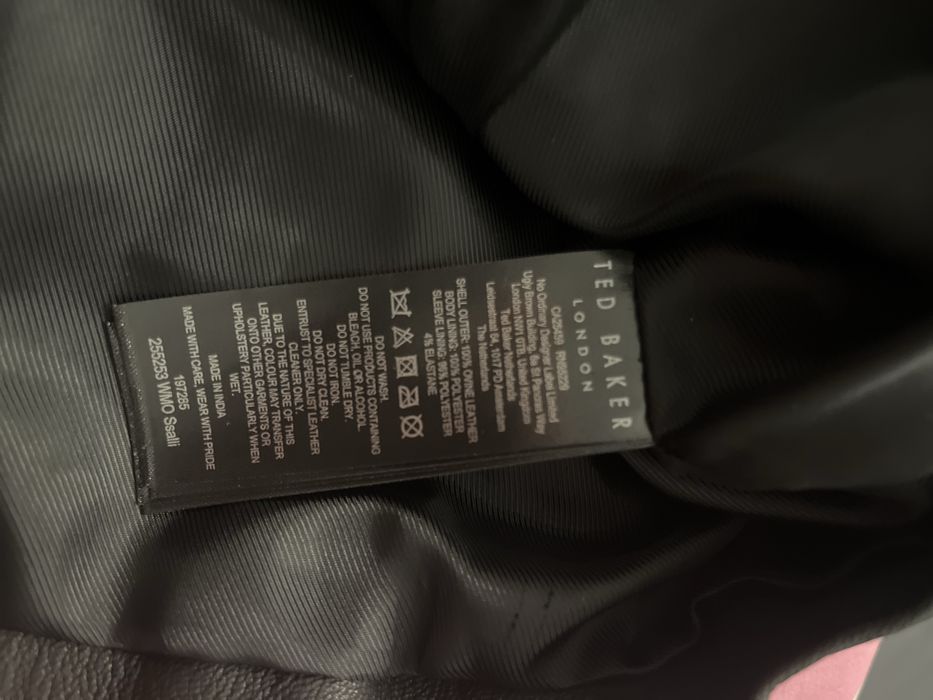 TED BAKER
LONDON
CA2569 RN95229
No Ordinary Designer Label Limited
Ugly Brown Building, 6a St Pancras Way
London NW1 0TB, United Kingdom
Ted Baker Netherlands
Leidsestraat 64, 1017 PD Amsterdam
The Netherlands
SHELL OUTER: 100% OVINE LEATHER
BODY LINING: 100% POLYESTER
SLEEVE LINING: 96% POLYESTER
4% ELASTANE
DO NOT WASH.
DO NOT USE PRODUCTS CONTAINING
BLEACH, OIL OR ALCOHOL.
DO NOT TUMBLE DRY.
DO NOT IRON.
DO NOT DRY CLEAN.
ENTRUST TO SPECIALIST LEATHER
CLEANER ONLY.
DUE TO THE NATURE OF THIS
LEATHER, COLOUR MAY TRANSFER
ONTO OTHER GARMENTS OR
UPHOLSTERY PARTICULARLY WHEN
WET.
MADE IN INDIA
MADE WITH CARE, WEAR WITH PRIDE
197285
255253 WMO Ssalli